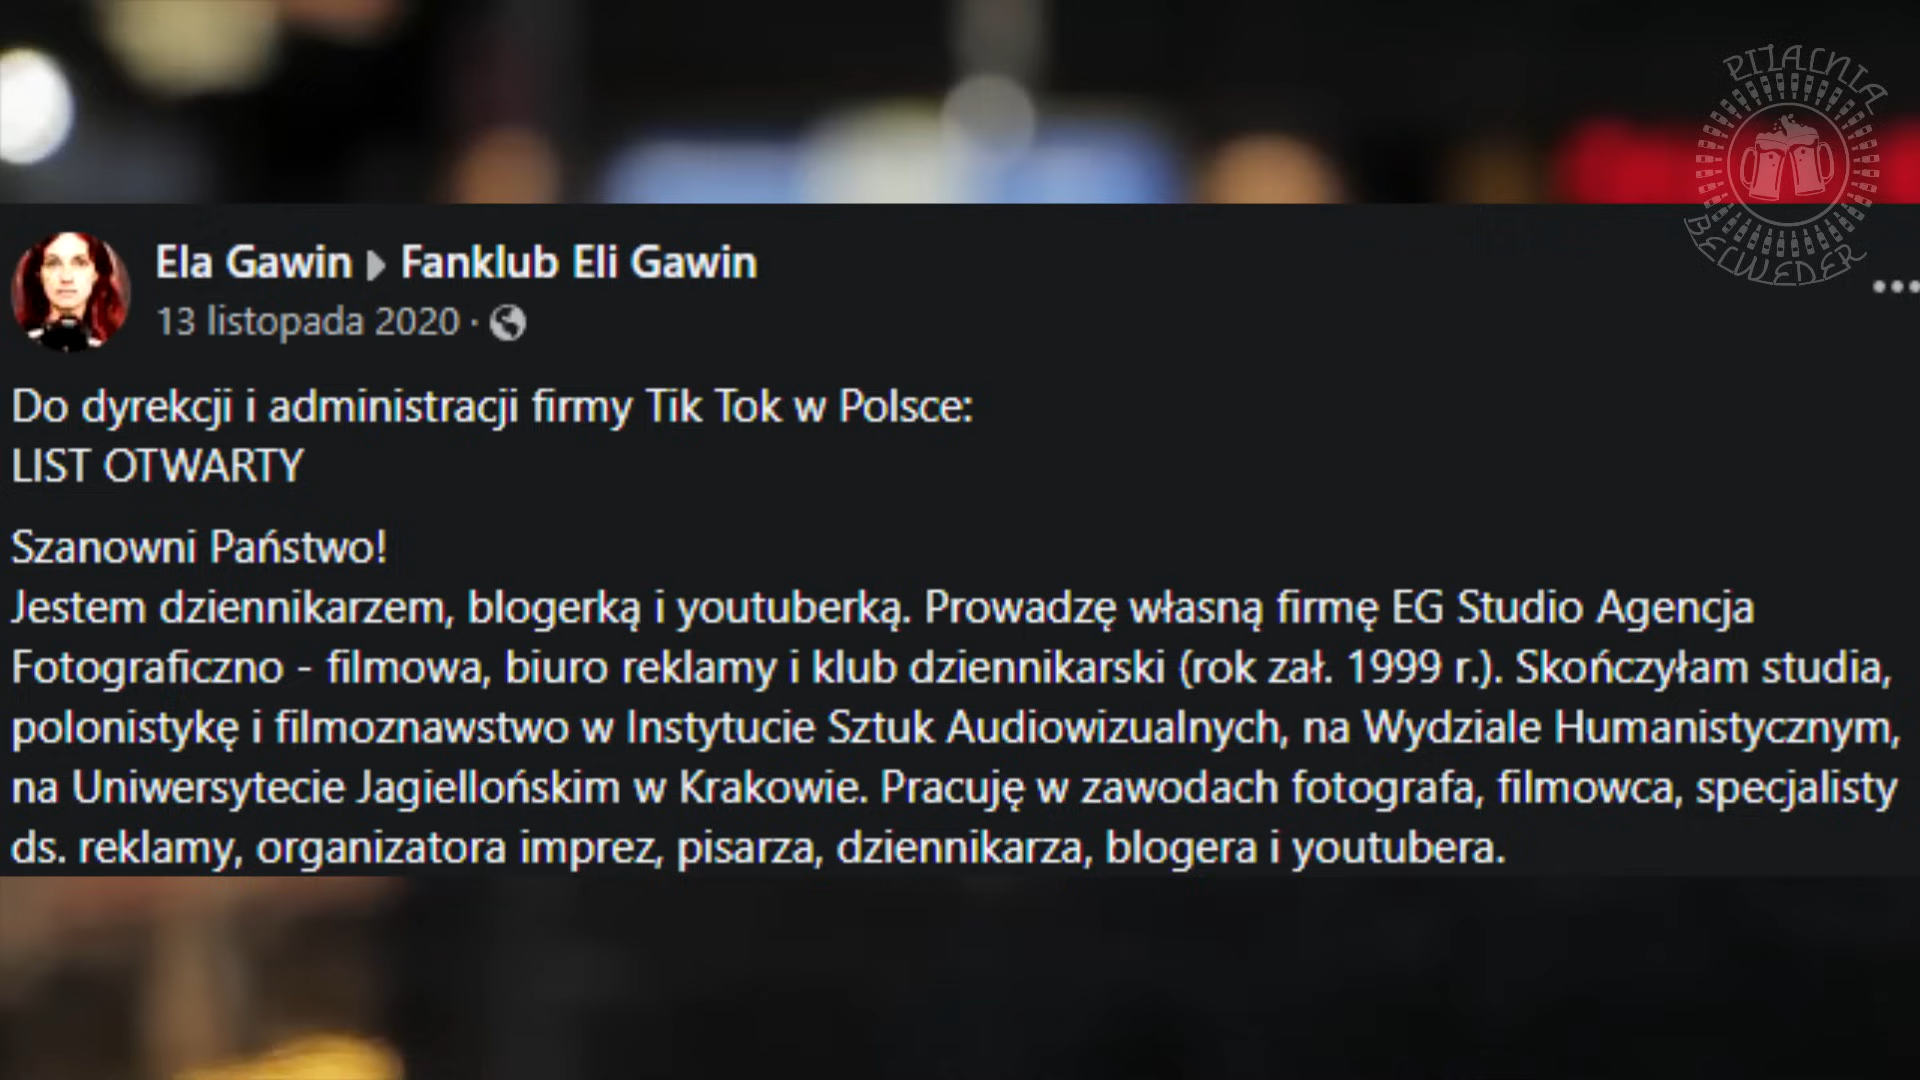 PIJALNIA
BELWEDER
Ela Gawin ▸ Fanklub Eli Gawin
13 listopada 2020 ·
Do dyrekcji i administracji firmy Tik Tok w Polsce:
LIST OTWARTY
Szanowni Państwo!
Jestem dziennikarzem, blogerką i youtuberką. Prowadzę własną firmę EG Studio Agencja
Fotograficzno - filmowa, biuro reklamy i klub dziennikarski (rok zał. 1999 r.). Skończyłam studia,
polonistykę i filmoznawstwo w Instytucie Sztuk Audiowizualnych, na Wydziale Humanistycznym,
na Uniwersytecie Jagiellońskim w Krakowie. Pracuję w zawodach fotografa, filmowca, specjalisty
ds. reklamy, organizatora imprez, pisarza, dziennikarza, blogera i youtubera.